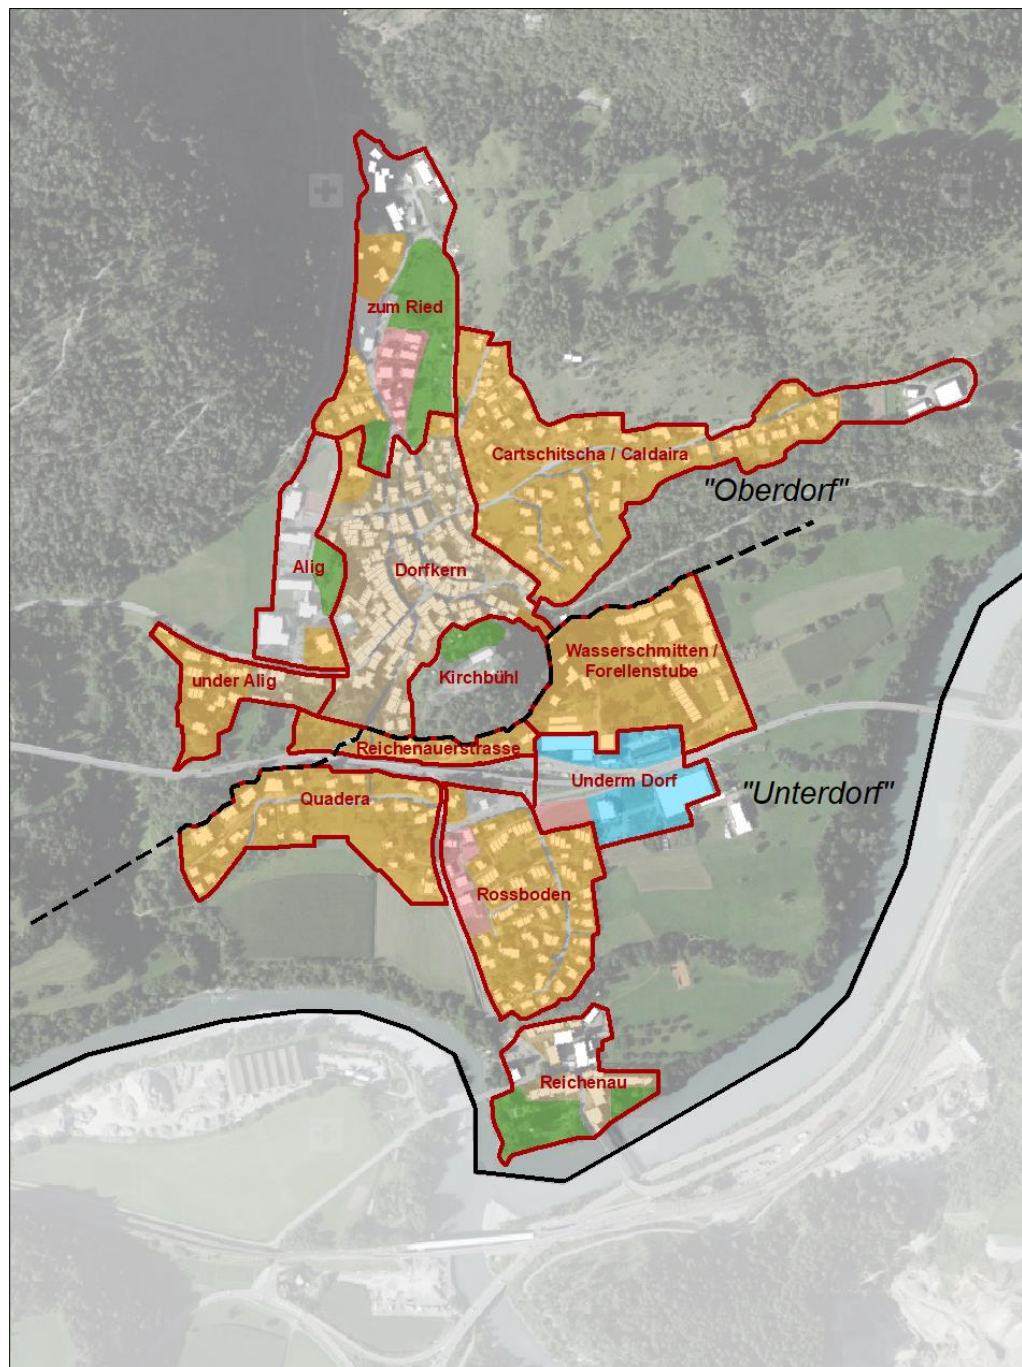 zum Ried
Cartschitscha / Caldaira
"Oberdorf"
Alig
Dorfkern
Wasserschmitten /
Forellenstube
under Alig
Kirchbühl
Reichenauerstrasse
Underm Dorf
"Unterdorf"
Quadera
Rossboden
Reichenau